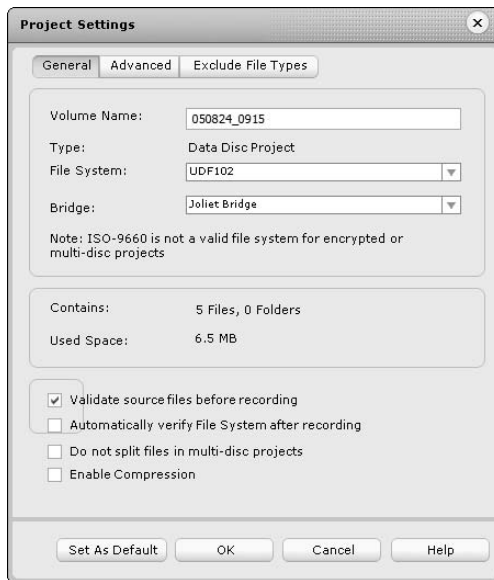 Project Settings
General Advanced Exclude File Types
Volume Name: 050824_0915
Type: Data Disc Project
File System: UDF102
Bridge: Joliet Bridge
Note: ISO-9660 is not a valid file system for encrypted or
multi-disc projects
Contains: 5 Files, 0 Folders
Used Space: 6.5 MB
Validate source files before recording
Automatically verify File System after recording
Do not split files in multi-disc projects
Enable Compression
Set As Default OK Cancel Help